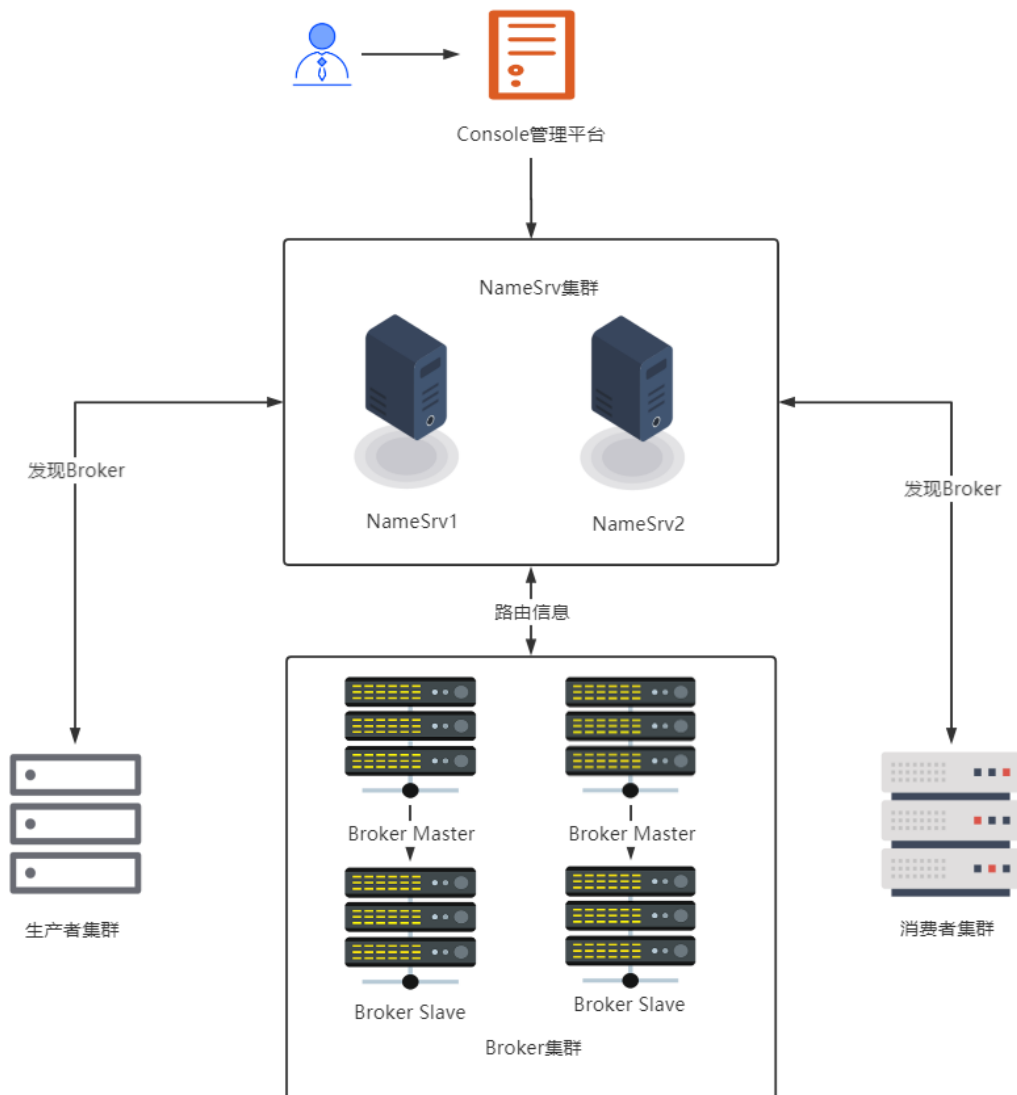 Console管理平台
NameSrv集群
NameSrv1
NameSrv2
发现Broker
发现Broker
路由信息
Broker Master
Broker Master
生产者集群
消费者集群
Broker Slave
Broker Slave
Broker集群